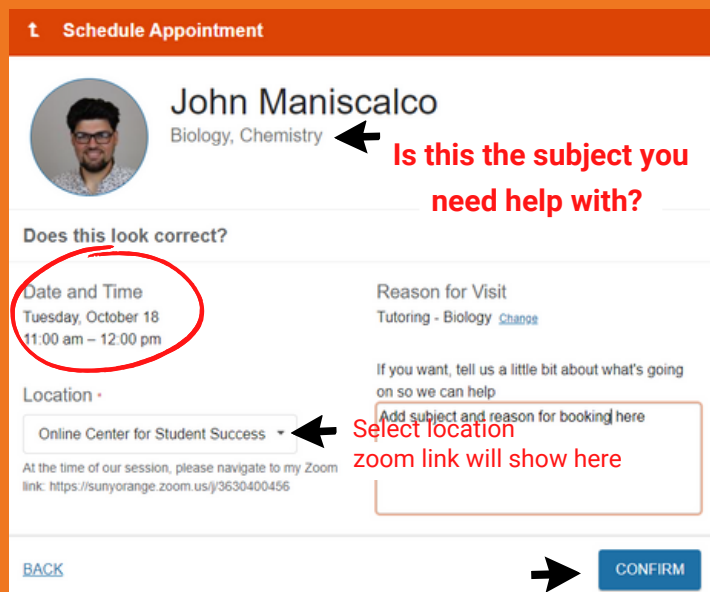 Schedule Appointment
John Maniscalco
Biology, Chemistry
Is this the subject you
need help with?
Does this look correct?
Date and Time
Tuesday, October 18
11:00 am – 12:00 pm
Reason for Visit
Tutoring - Biology Change
If you want, tell us a little bit about what's going
on so we can help
Add subject and reason for booking here
Location
Online Center for Student Success
Select location
zoom link will show here
At the time of our session, please navigate to my Zoom
link: https://sunyorange.zoom.us/j/3630400456
BACK
CONFIRM